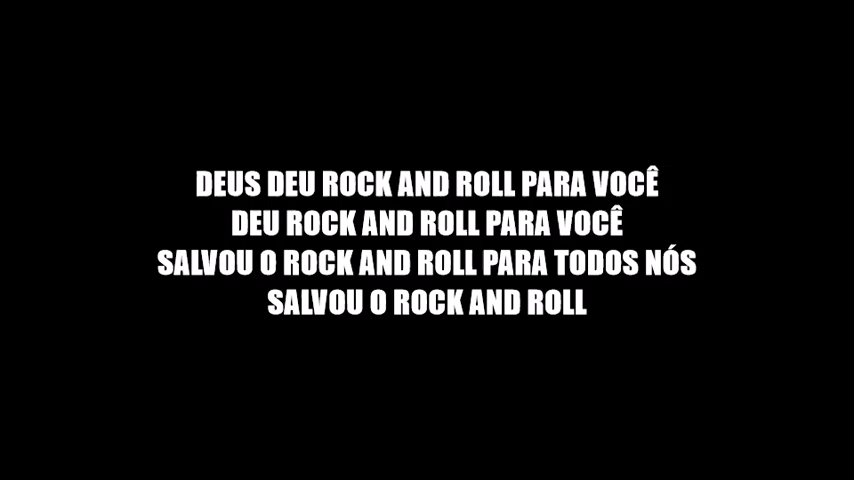 DEUS DEU ROCK AND ROLL PARA VOCÊ
DEU ROCK AND ROLL PARA VOCÊ
SALVOU O ROCK AND ROLL PARA TODOS NÓS
SALVOU O ROCK AND ROLL